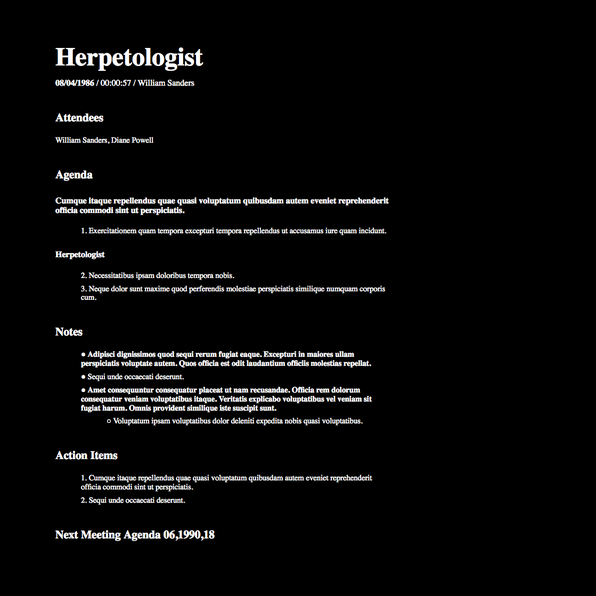 Herpetologist
08/04/1986 / 00:00:57 / William Sanders
Attendees
William Sanders, Diane Powell
Agenda
Cumque itaque repellendus quae quasi voluptatum quibusdam autem eveniet reprehenderit
officia commodi sint ut perspiciatis.
1. Exercitationem quam tempora excepturi tempora repellendus ut accusamus iure quam incidunt.
Herpetologist
2. Necessitatibus ipsam doloribus tempora nobis.
3. Neque dolor sunt maxime quod perferendis molestiae perspiciatis similique numquam corporis
cum.
Notes
● Adipisci dignissimos quod sequi rerum fugiat eaque. Excepturi in maiores ullam
perspiciatis voluptate autem. Quos officia est odit laudantium officiis molestias repellat.
● Sequi unde occaecati deserunt.
● Amet consequuntur consequatur placeat ut nam recusandae. Officia rem dolorum
consequatur veniam voluptatibus itaque. Veritatis explicabo voluptatibus vel veniam sit
fugiat harum. Omnis provident similique iste suscipit sunt.
○ Voluptatum ipsam voluptatibus dolor deleniti expedita nobis quasi voluptatibus.
Action Items
1. Cumque itaque repellendus quae quasi voluptatum quibusdam autem eveniet reprehenderit
officia commodi sint ut perspiciatis.
2. Sequi unde occaecati deserunt.
Next Meeting Agenda 06,1990,18